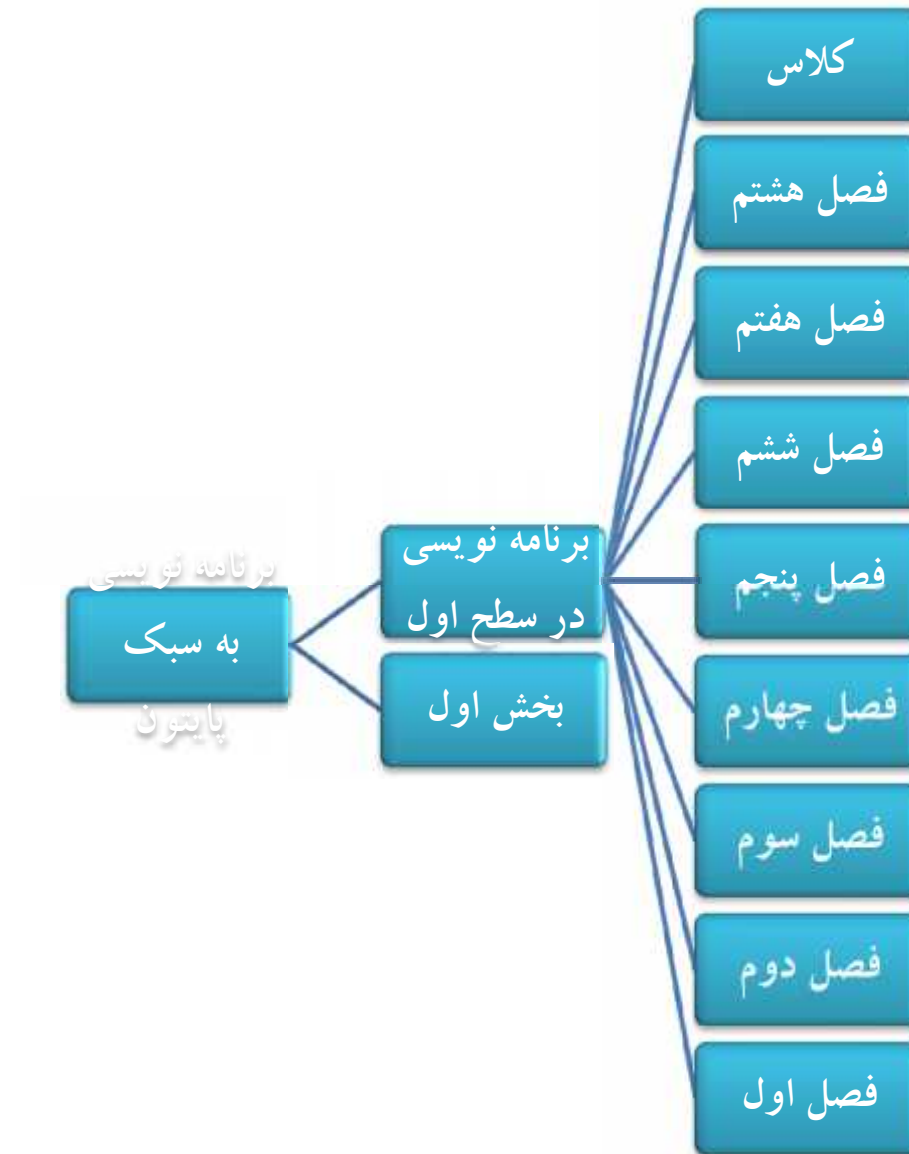 کلاس
فصل هشتم
فصل هفتم
فصل ششم
برنامه نویسی
در سطح اول
برنامه نویسی
به سبک
پایتون
فصل پنجم
بخش اول
فصل چهارم
فصل سوم
فصل دوم
فصل اول